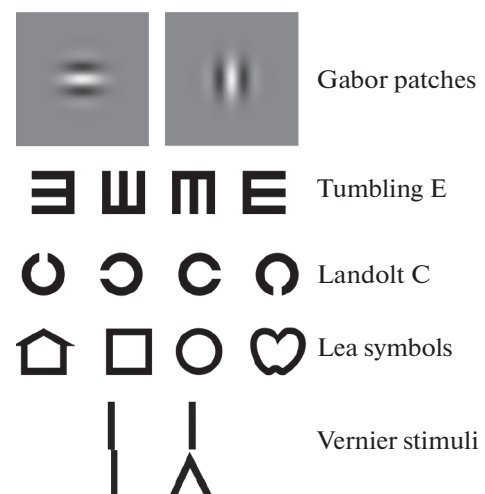 Gabor patches
Tumbling E
Landolt C
Lea symbols
Vernier stimuli